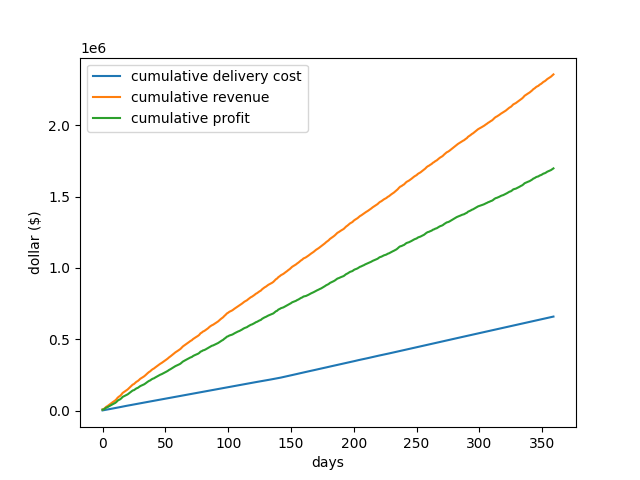 1e6
cumulative delivery cost
cumulative revenue
cumulative profit
2.0
1.5
1.0
0.5
0.0
dollar ($)
0 50 100 150 200 250 300 350
days